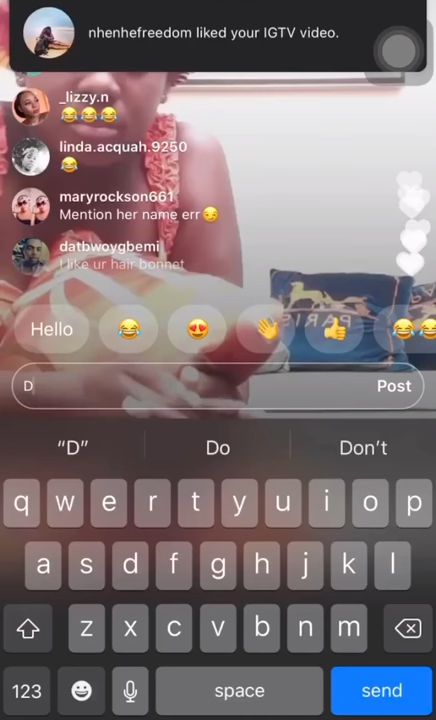 nhenhefreedom liked your IGTV video.
_lizzy.n
😂😂😂
linda.acquah.9250
😂
maryrockson661
Mention her name err😏
datbwoygbemi
I like ur hair bonnet
PARIS
Hello 😂 😍 👋 👍 😂😂
D Post
“D” Do Don’t
q w e r t y u i o p
a s d f g h j k l
z x c v b n m
123 space send